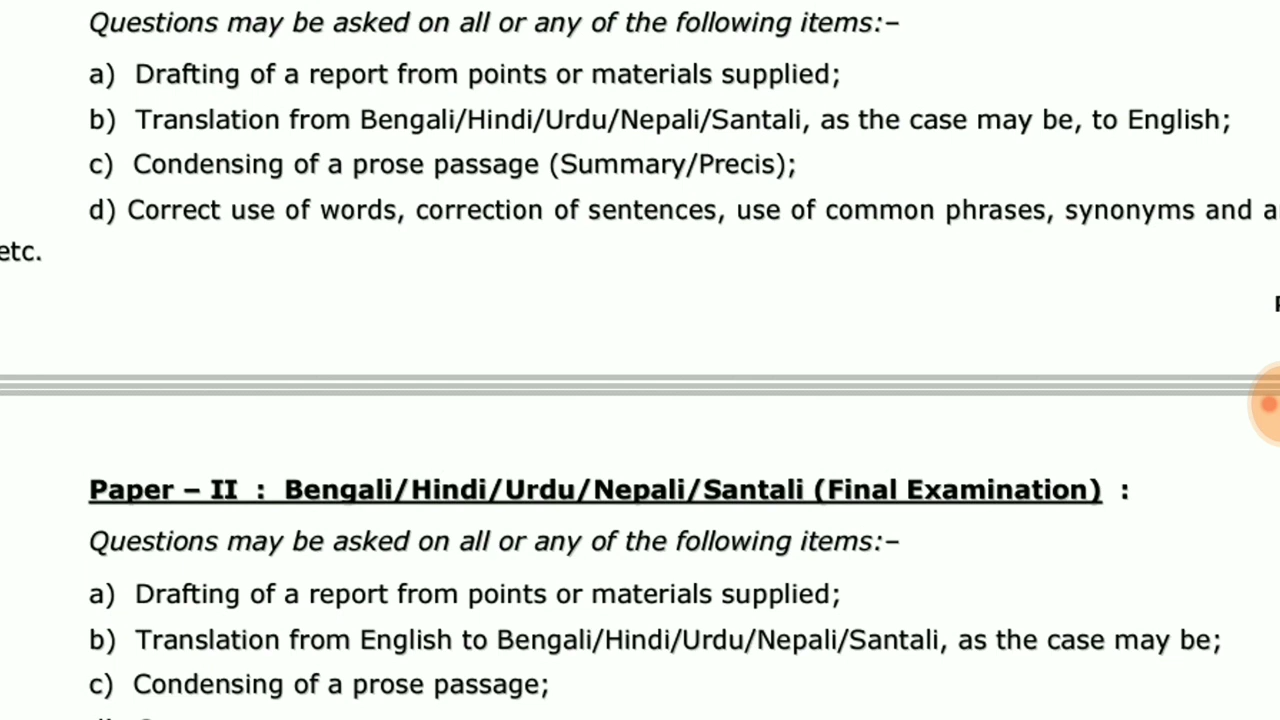 Questions may be asked on all or any of the following items:–
a) Drafting of a report from points or materials supplied;
b) Translation from Bengali/Hindi/Urdu/Nepali/Santali, as the case may be, to English;
c) Condensing of a prose passage (Summary/Precis);
d) Correct use of words, correction of sentences, use of common phrases, synonyms and
etc.
Paper – II : Bengali/Hindi/Urdu/Nepali/Santali (Final Examination) :
Questions may be asked on all or any of the following items:–
a) Drafting of a report from points or materials supplied;
b) Translation from English to Bengali/Hindi/Urdu/Nepali/Santali, as the case may be;
c) Condensing of a prose passage;